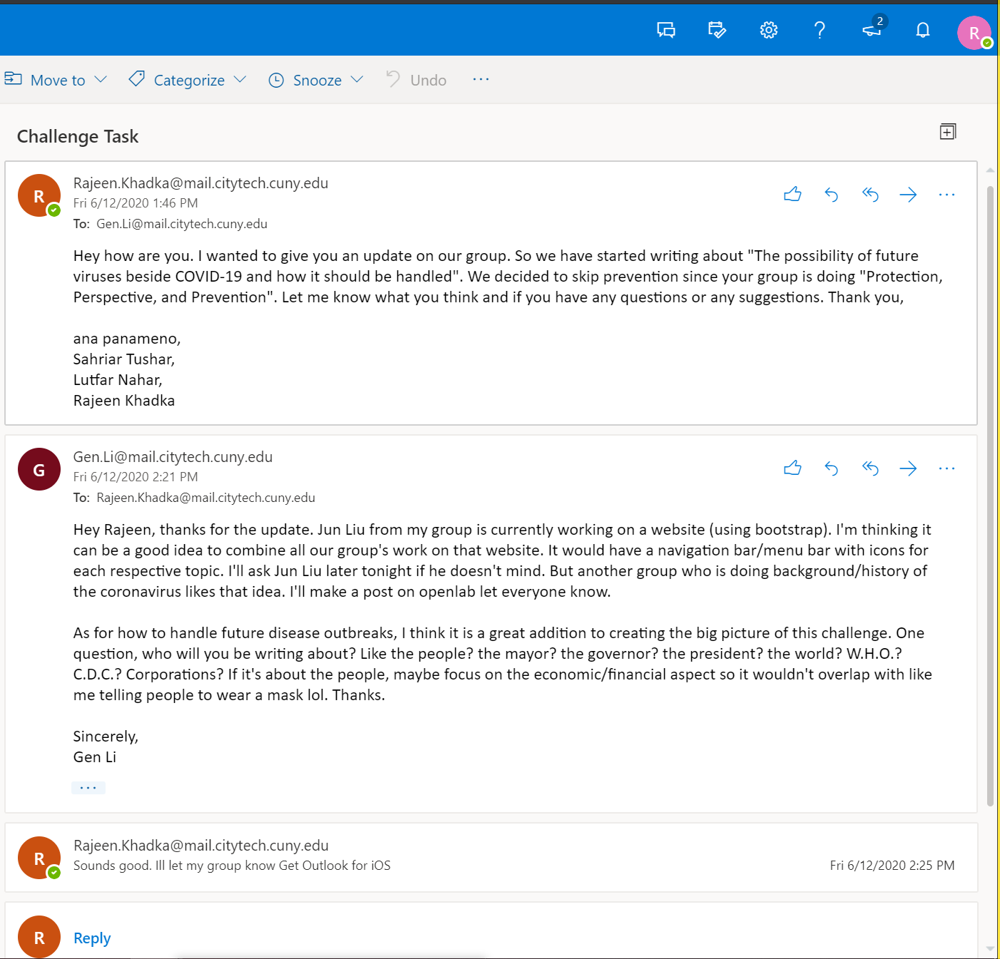 2
R
Move to
Categorize
Snooze
Undo
Challenge Task
R
Rajeen.Khadka@mail.citytech.cuny.edu
Fri 6/12/2020 1:46 PM
To: Gen.Li@mail.citytech.cuny.edu
Hey how are you. I wanted to give you an update on our group. So we have started writing about "The possibility of future
viruses beside COVID-19 and how it should be handled". We decided to skip prevention since your group is doing "Protection,
Perspective, and Prevention". Let me know what you think and if you have any questions or any suggestions. Thank you,
ana panameno,
Sahriar Tushar,
Lutfar Nahar,
Rajeen Khadka
G
Gen.Li@mail.citytech.cuny.edu
Fri 6/12/2020 2:21 PM
To: Rajeen.Khadka@mail.citytech.cuny.edu
Hey Rajeen, thanks for the update. Jun Liu from my group is currently working on a website (using bootstrap). I'm thinking it
can be a good idea to combine all our group's work on that website. It would have a navigation bar/menu bar with icons for
each respective topic. I'll ask Jun Liu later tonight if he doesn't mind. But another group who is doing background/history of
the coronavirus likes that idea. I'll make a post on openlab let everyone know.
As for how to handle future disease outbreaks, I think it is a great addition to creating the big picture of this challenge. One
question, who will you be writing about? Like the people? the mayor? the governor? the president? the world? W.H.O.?
C.D.C.? Corporations? If it's about the people, maybe focus on the economic/financial aspect so it wouldn't overlap with like
me telling people to wear a mask lol. Thanks.
Sincerely,
Gen Li
R
Rajeen.Khadka@mail.citytech.cuny.edu
Sounds good. Ill let my group know Get Outlook for iOS
Fri 6/12/2020 2:25 PM
R
Reply